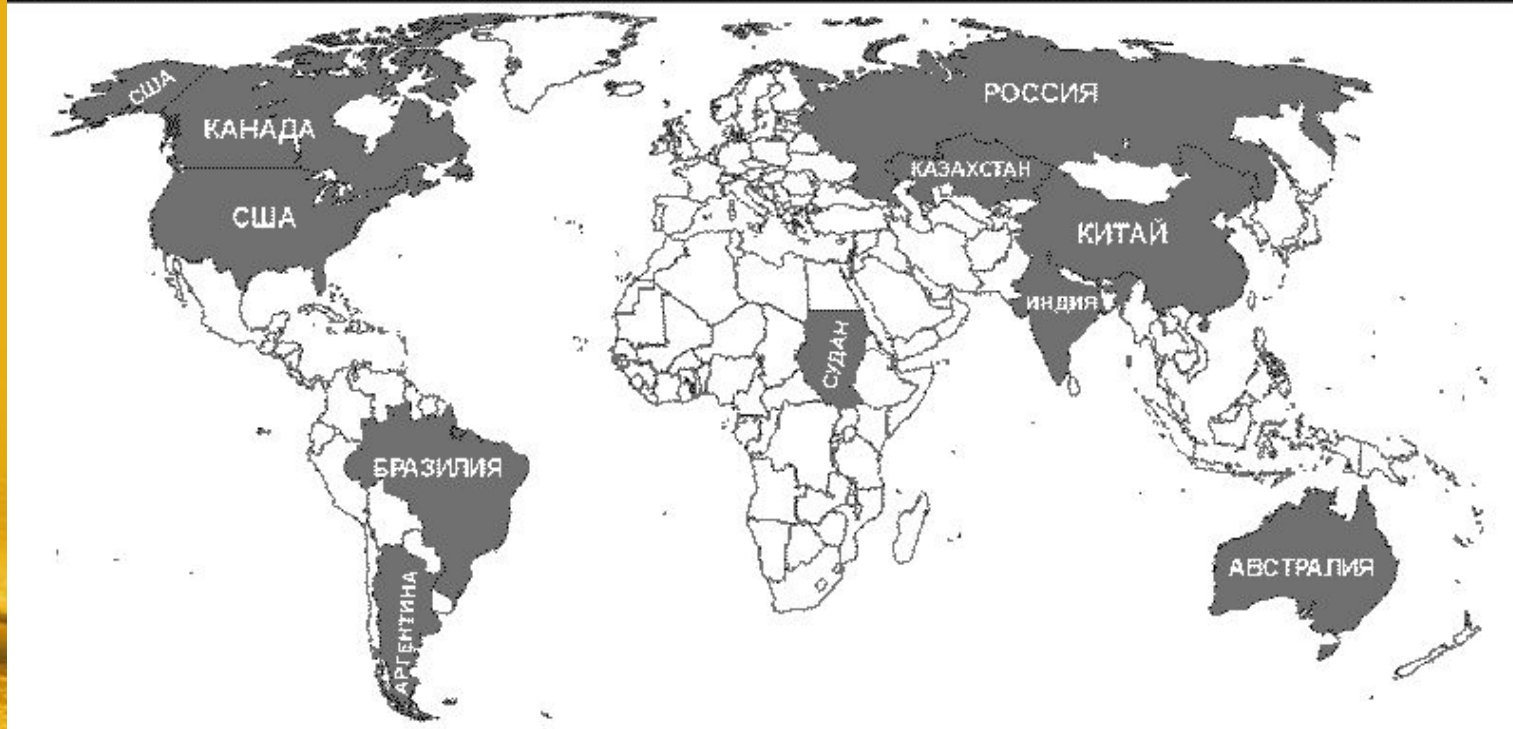 США
КАНАДА
США
РОССИЯ
КАЗАХСТАН
КИТАЙ
ИНДИЯ
СУДАН
БРАЗИЛИЯ
АРГЕНТИНА
АВСТРАЛИЯ